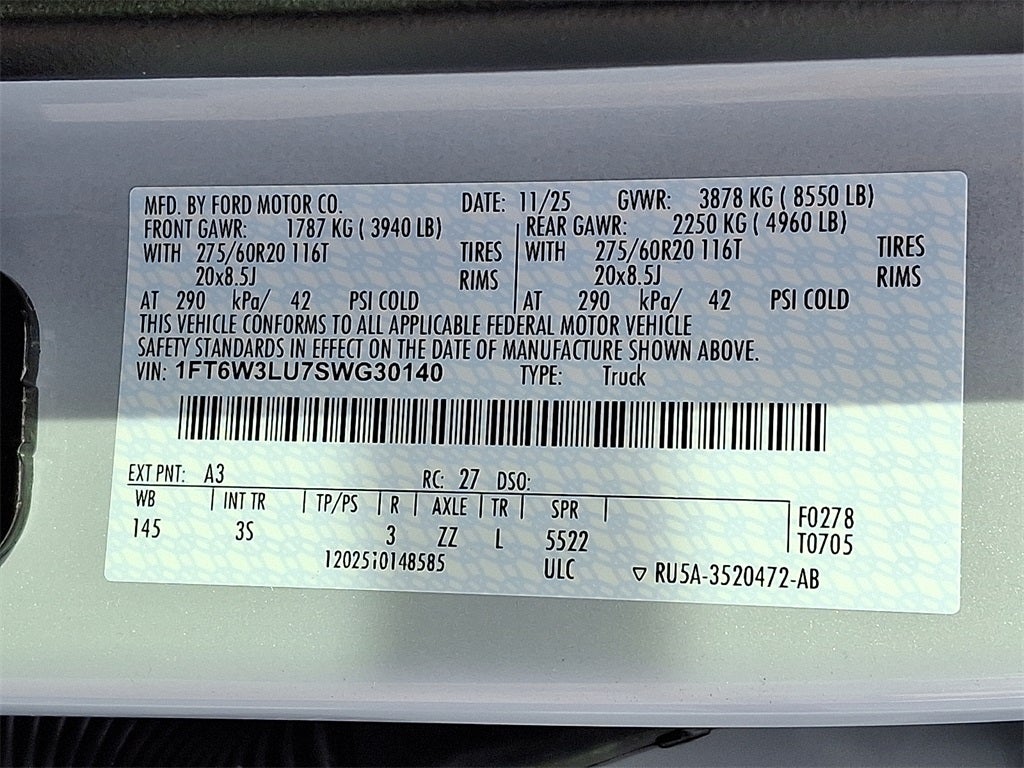 MFD. BY FORD MOTOR CO. DATE: 11/25 GVWR: 3878 KG ( 8550 LB)
FRONT GAWR: 1787 KG ( 3940 LB) REAR GAWR: 2250 KG ( 4960 LB)
WITH 275/60R20 116T TIRES WITH 275/60R20 116T TIRES
20x8.5J RIMS 20x8.5J RIMS
AT 290 kPa/ 42 PSI COLD AT 290 kPa/ 42 PSI COLD
THIS VEHICLE CONFORMS TO ALL APPLICABLE FEDERAL MOTOR VEHICLE
SAFETY STANDARDS IN EFFECT ON THE DATE OF MANUFACTURE SHOWN ABOVE.
VIN: 1FT6W3LU7SWG30140 TYPE: Truck
EXT PNT: A3 RC: 27 DSO:
WB | INT TR | TP/PS | R | AXLE | TR | SPR | F0278
145 3S 3 ZZ L 5522 T0705
1202510148585 ULC ▽ RU5A-3520472-AB